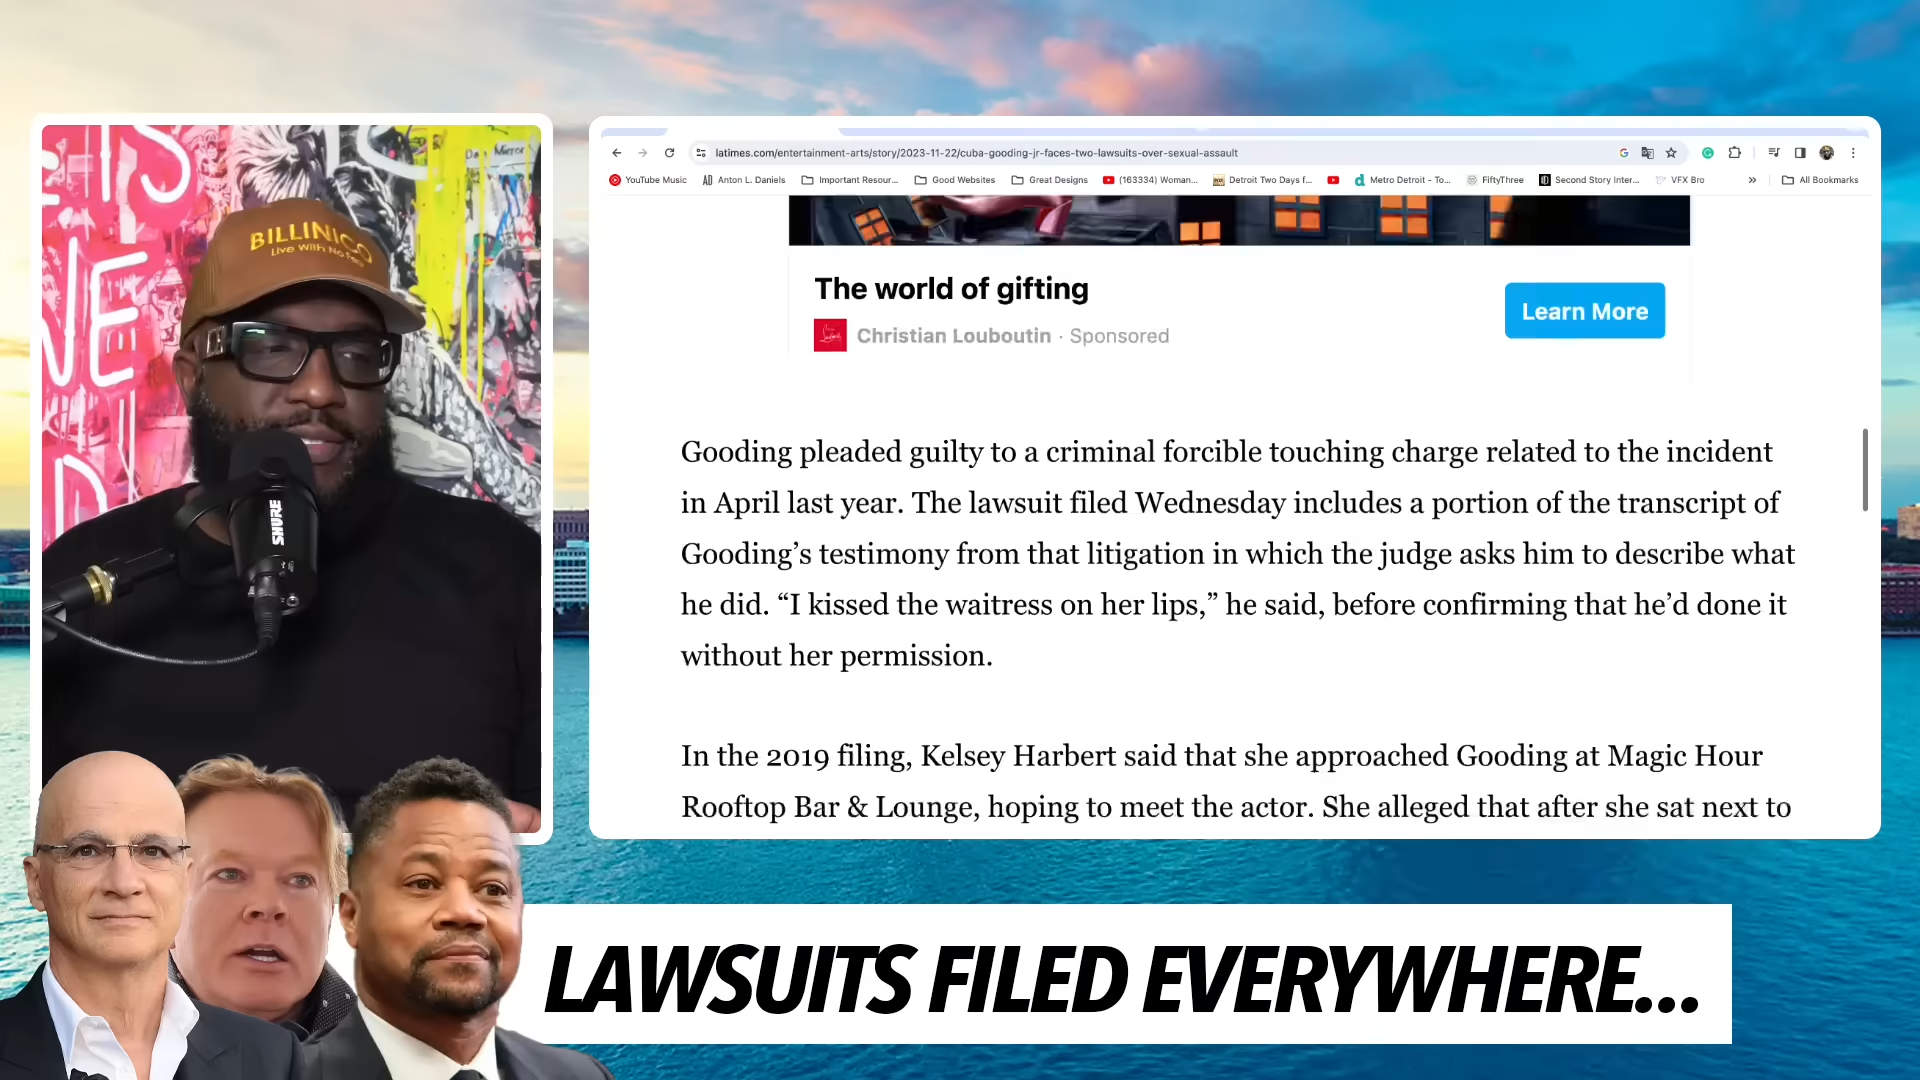 IS
NE
D
BILLINICO
Live With No Fear
SHURE
latimes.com/entertainment-arts/story/2023-11-22/cuba-gooding-jr-faces-two-lawsuits-over-sexual-assault
YouTube Music
Anton L. Daniels
Important Resour...
Good Websites
Great Designs
(163334) Woman...
Detroit Two Days f...
Metro Detroit – To...
FiftyThree
Second Story Inter...
VFX Bro
»
All Bookmarks
The world of gifting
Christian Louboutin · Sponsored
Learn More
Gooding pleaded guilty to a criminal forcible touching charge related to the incident
in April last year. The lawsuit filed Wednesday includes a portion of the transcript of
Gooding’s testimony from that litigation in which the judge asks him to describe what
he did. “I kissed the waitress on her lips,” he said, before confirming that he’d done it
without her permission.
In the 2019 filing, Kelsey Harbert said that she approached Gooding at Magic Hour
Rooftop Bar & Lounge, hoping to meet the actor. She alleged that after she sat next to
LAWSUITS FILED EVERYWHERE...